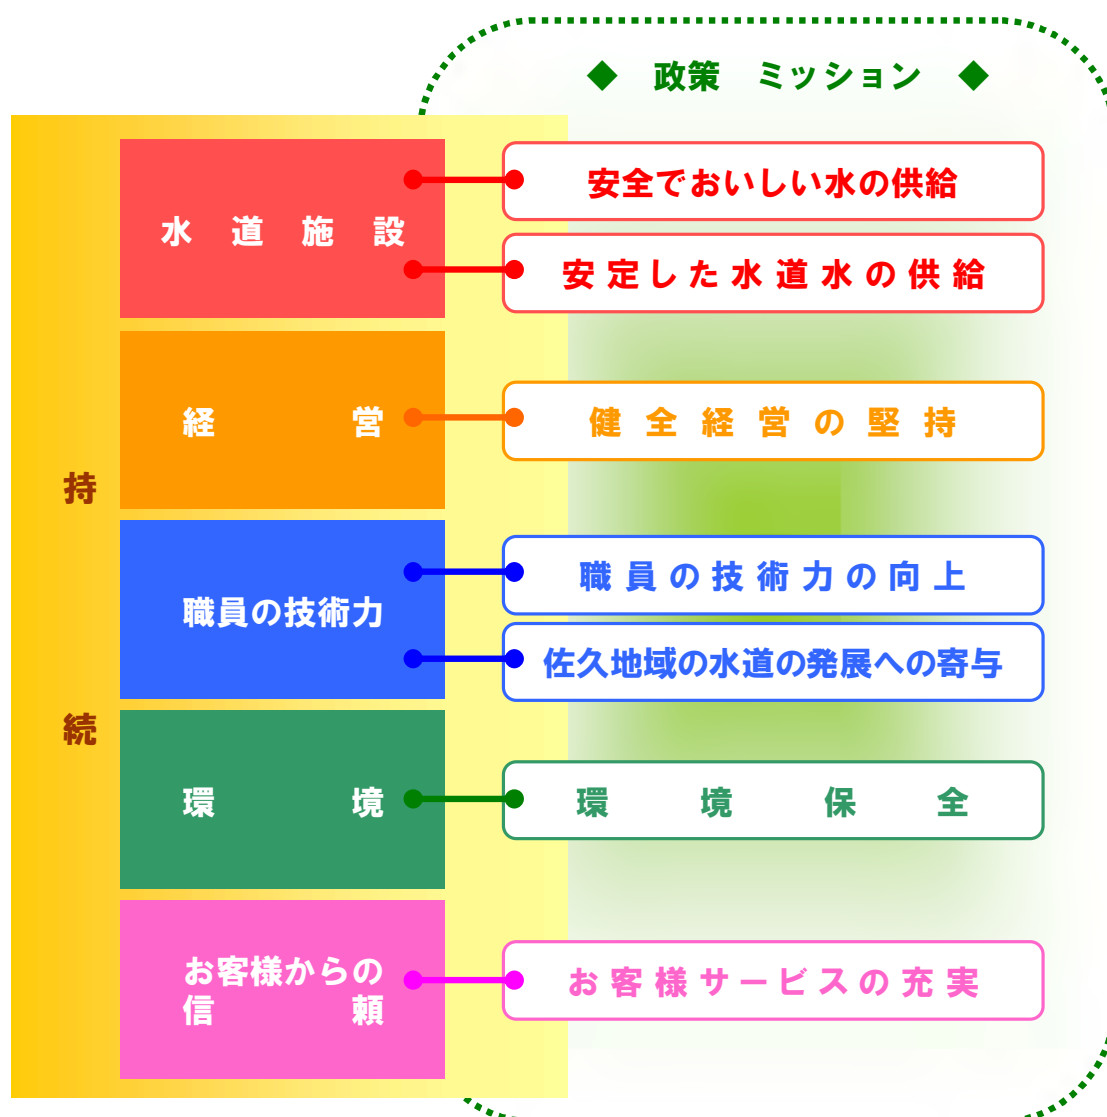 ◆ 政策 ミッション ◆
持続
水道施設
安全でおいしい水の供給
安定した水道水の供給
経営
健全経営の堅持
職員の技術力
職員の技術力の向上
佐久地域の水道の発展への寄与
環境
環境保全
お客様からの
信頼
お客様サービスの充実